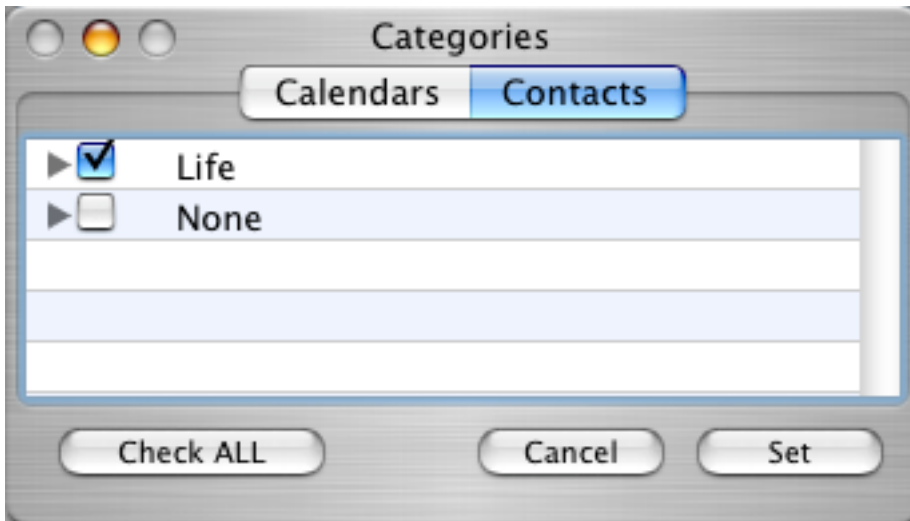 Categories
Calendars Contacts
Life
None
Check ALL Cancel Set